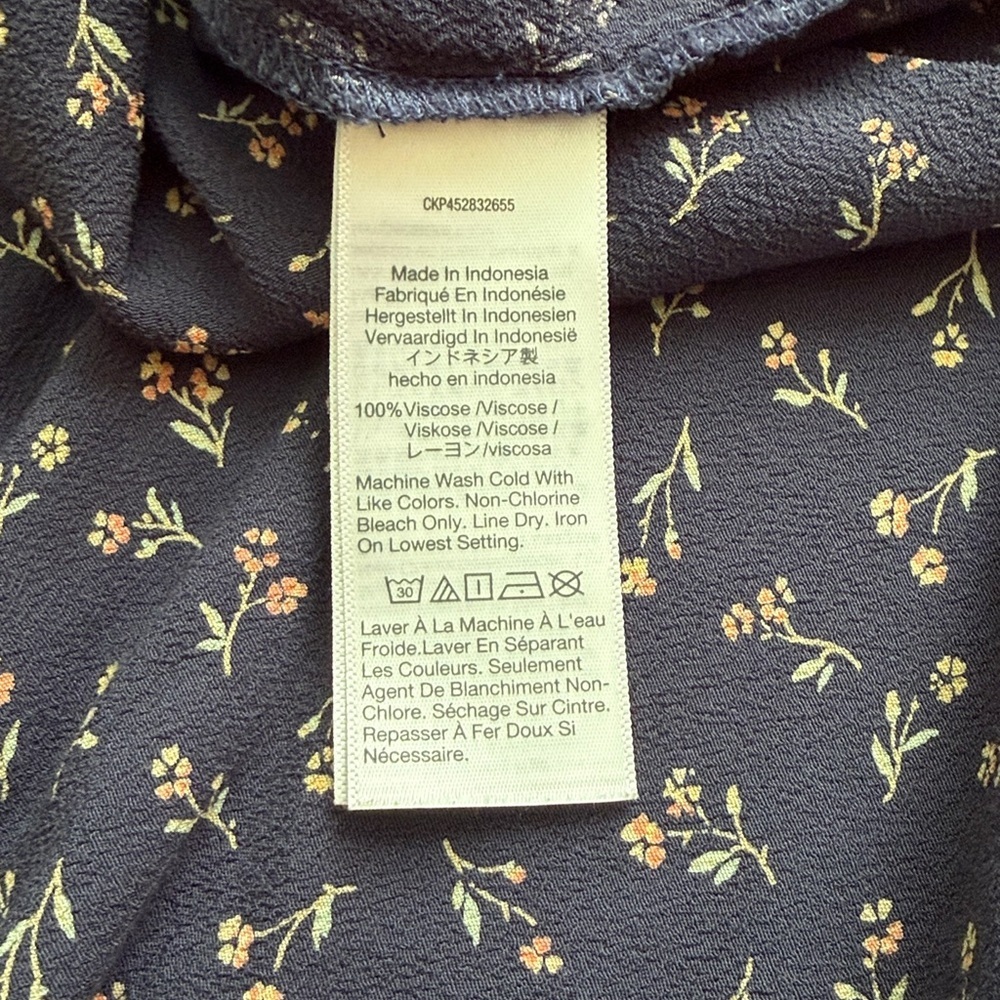 CKP452832655
Made In Indonesia
Fabriqué En Indonésie
Hergestellt In Indonesien
Vervaardigd In Indonesië
インドネシア製
hecho en indonesia
100%Viscose /Viscose /
Viskose /Viscose /
レーヨン/viscosa
Machine Wash Cold With
Like Colors. Non-Chlorine
Bleach Only. Line Dry. Iron
On Lowest Setting.
30
Laver À La Machine À L'eau
Froide.Laver En Séparant
Les Couleurs. Seulement
Agent De Blanchiment Non-
Chlore. Séchage Sur Cintre.
Repasser À Fer Doux Si
Nécessaire.